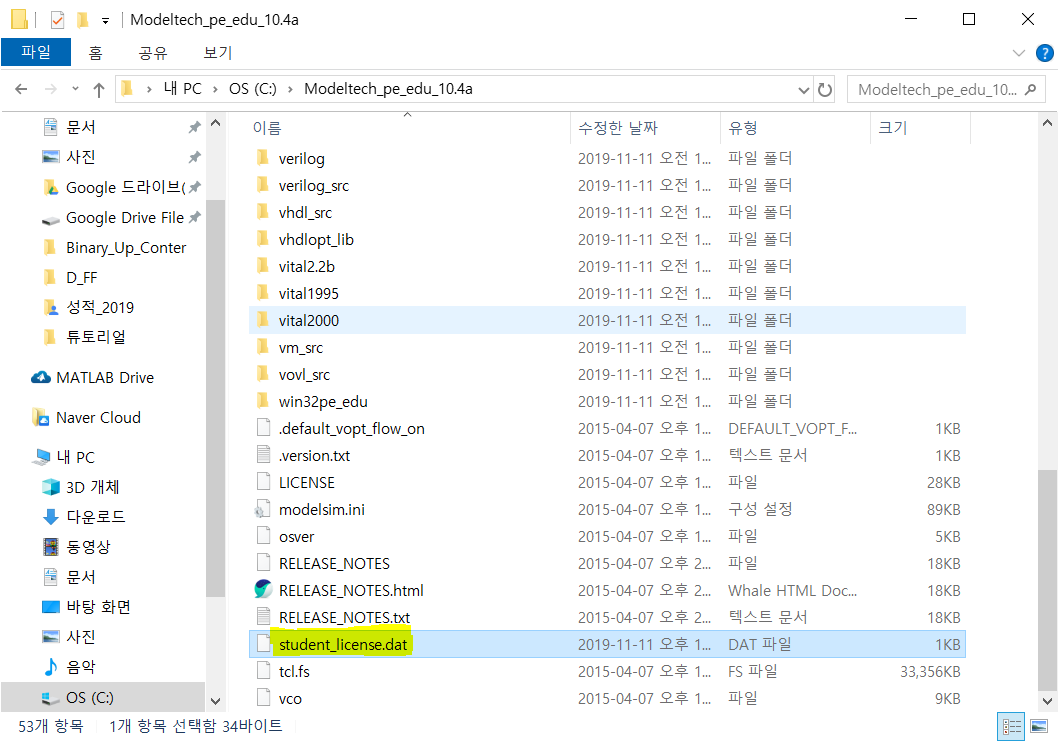 Modeltech_pe_edu_10.4a
파일 홈 공유 보기
내 PC > OS (C:) > Modeltech_pe_edu_10.4a
Modeltech_pe_edu_10...
문서
사진
Google 드라이브(
Google Drive File
Binary_Up_Conter
D_FF
성적_2019
튜토리얼
MATLAB Drive
Naver Cloud
내 PC
3D 개체
다운로드
동영상
문서
바탕 화면
사진
음악
OS (C:)
이름 수정한 날짜 유형 크기
verilog 2019-11-11 오전 1... 파일 폴더
verilog_src 2019-11-11 오전 1... 파일 폴더
vhdl_src 2019-11-11 오전 1... 파일 폴더
vhdlopt_lib 2019-11-11 오전 1... 파일 폴더
vital2.2b 2019-11-11 오전 1... 파일 폴더
vital1995 2019-11-11 오전 1... 파일 폴더
vital2000 2019-11-11 오전 1... 파일 폴더
vm_src 2019-11-11 오전 1... 파일 폴더
vovl_src 2019-11-11 오전 1... 파일 폴더
win32pe_edu 2019-11-11 오전 1... 파일 폴더
.default_vopt_flow_on 2015-04-07 오후 1... DEFAULT_VOPT_F... 1KB
.version.txt 2015-04-07 오후 1... 텍스트 문서 1KB
LICENSE 2015-04-07 오후 1... 파일 28KB
modelsim.ini 2015-04-07 오후 1... 구성 설정 89KB
osver 2015-04-07 오후 1... 파일 5KB
RELEASE_NOTES 2015-04-07 오후 2... 파일 18KB
RELEASE_NOTES.html 2015-04-07 오후 2... Whale HTML Doc... 18KB
RELEASE_NOTES.txt 2015-04-07 오후 2... 텍스트 문서 18KB
student_license.dat 2019-11-11 오전 1... DAT 파일 1KB
tcl.fs 2015-04-07 오후 1... FS 파일 33,356KB
vco 2015-04-07 오후 1... 파일 9KB
53개 항목 1개 항목 선택함 34바이트